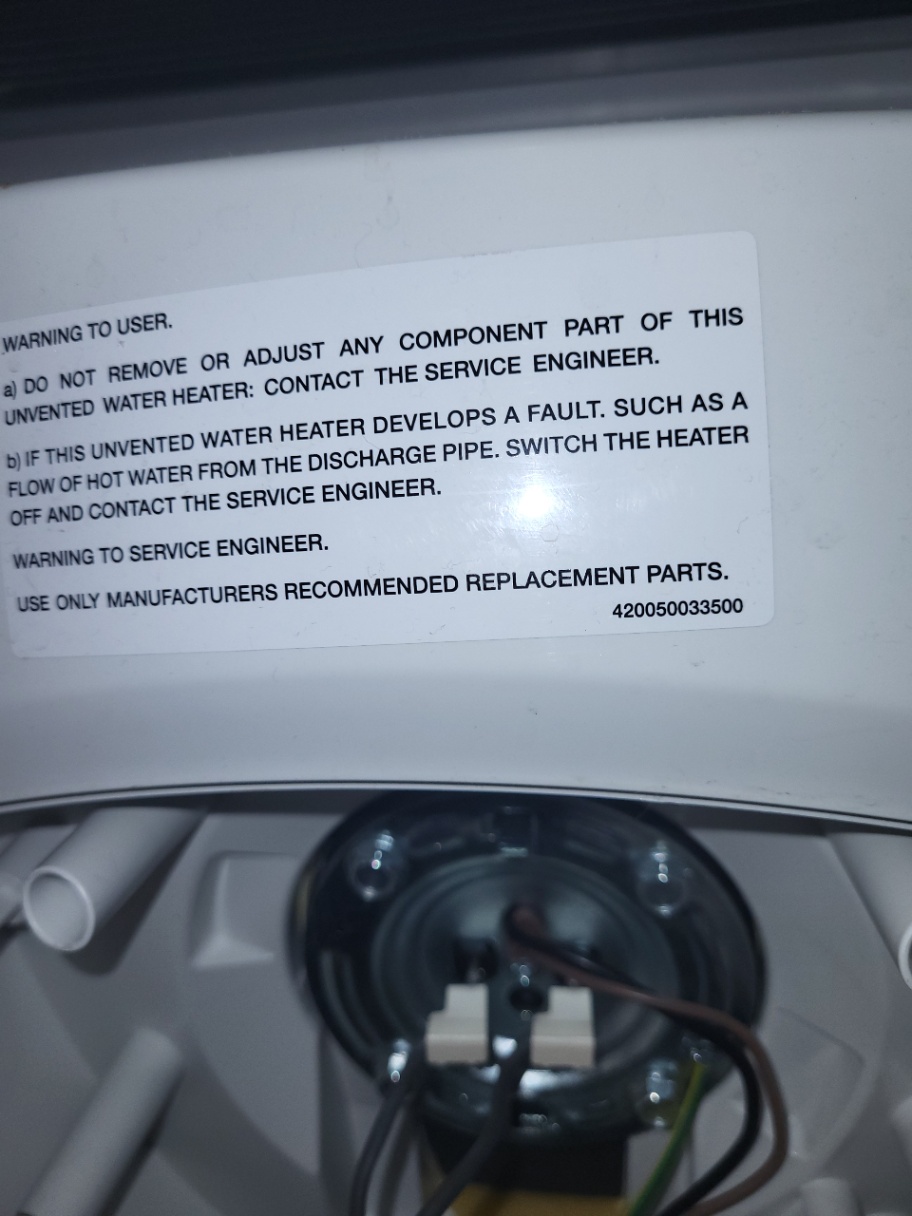 WARNING TO USER.
a) DO NOT REMOVE OR ADJUST ANY COMPONENT PART OF THIS
UNVENTED WATER HEATER: CONTACT THE SERVICE ENGINEER.
b) IF THIS UNVENTED WATER HEATER DEVELOPS A FAULT. SUCH AS A
FLOW OF HOT WATER FROM THE DISCHARGE PIPE. SWITCH THE HEATER
OFF AND CONTACT THE SERVICE ENGINEER.
WARNING TO SERVICE ENGINEER.
USE ONLY MANUFACTURERS RECOMMENDED REPLACEMENT PARTS.
420050033500